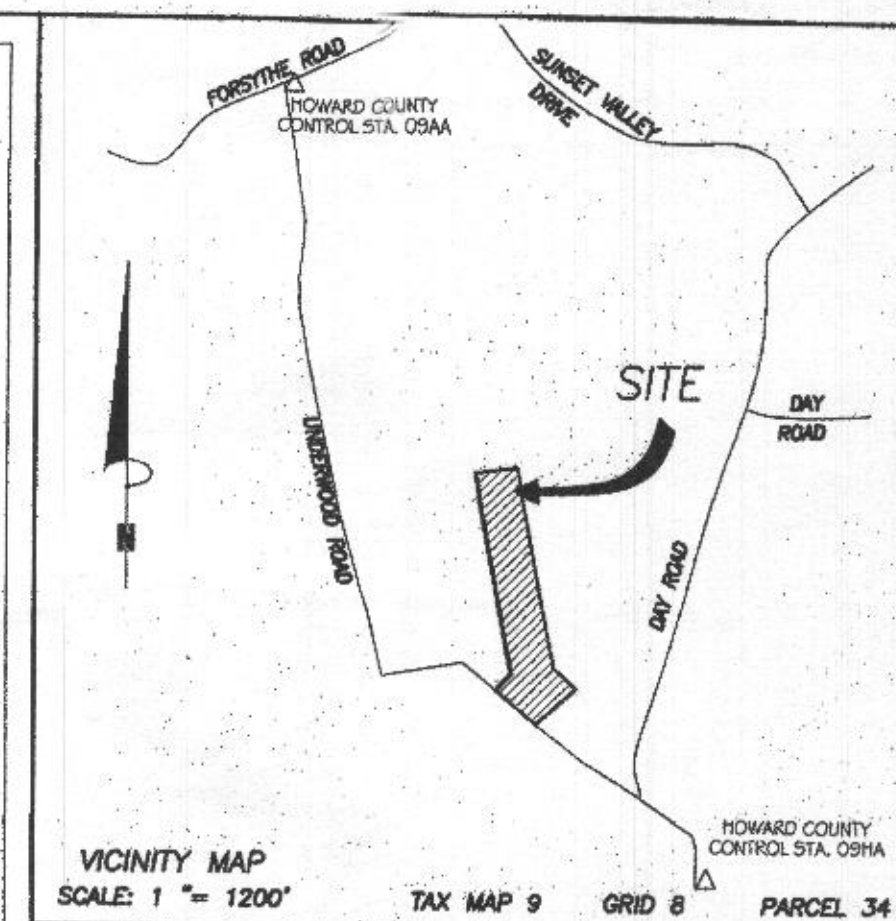 FORSYTHE ROAD
HOWARD COUNTY
CONTROL STA. 09AA
SUNSET VALLEY
DRIVE
SITE
DAY
ROAD
UNDERWOOD ROAD
N
DAY ROAD
HOWARD COUNTY
CONTROL STA. 09HA
VICINITY MAP
SCALE: 1 "= 1200'
TAX MAP 9 GRID 8 PARCEL 34